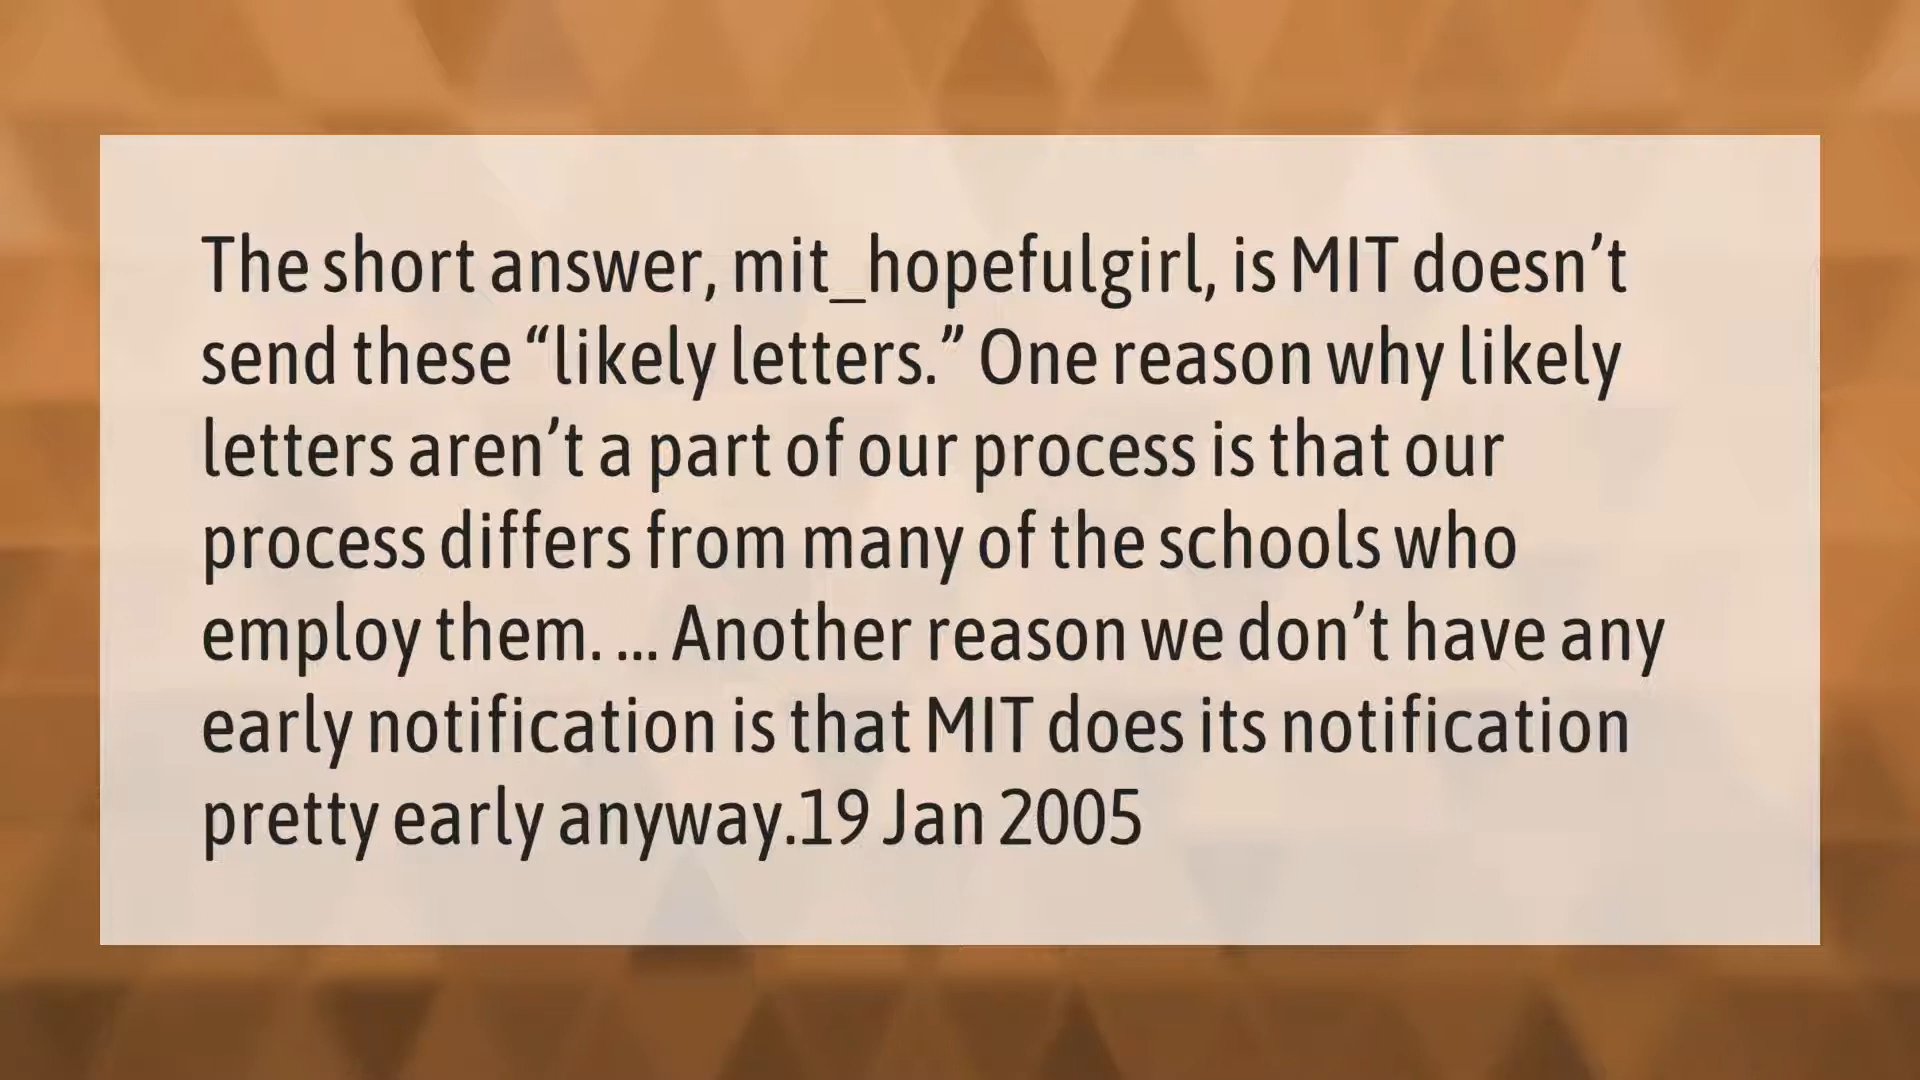 The short answer, mit_hopefulgirl, is MIT doesn’t
send these “likely letters.” One reason why likely
letters aren’t a part of our process is that our
process differs from many of the schools who
employ them. ... Another reason we don’t have any
early notification is that MIT does its notification
pretty early anyway.19 Jan 2005